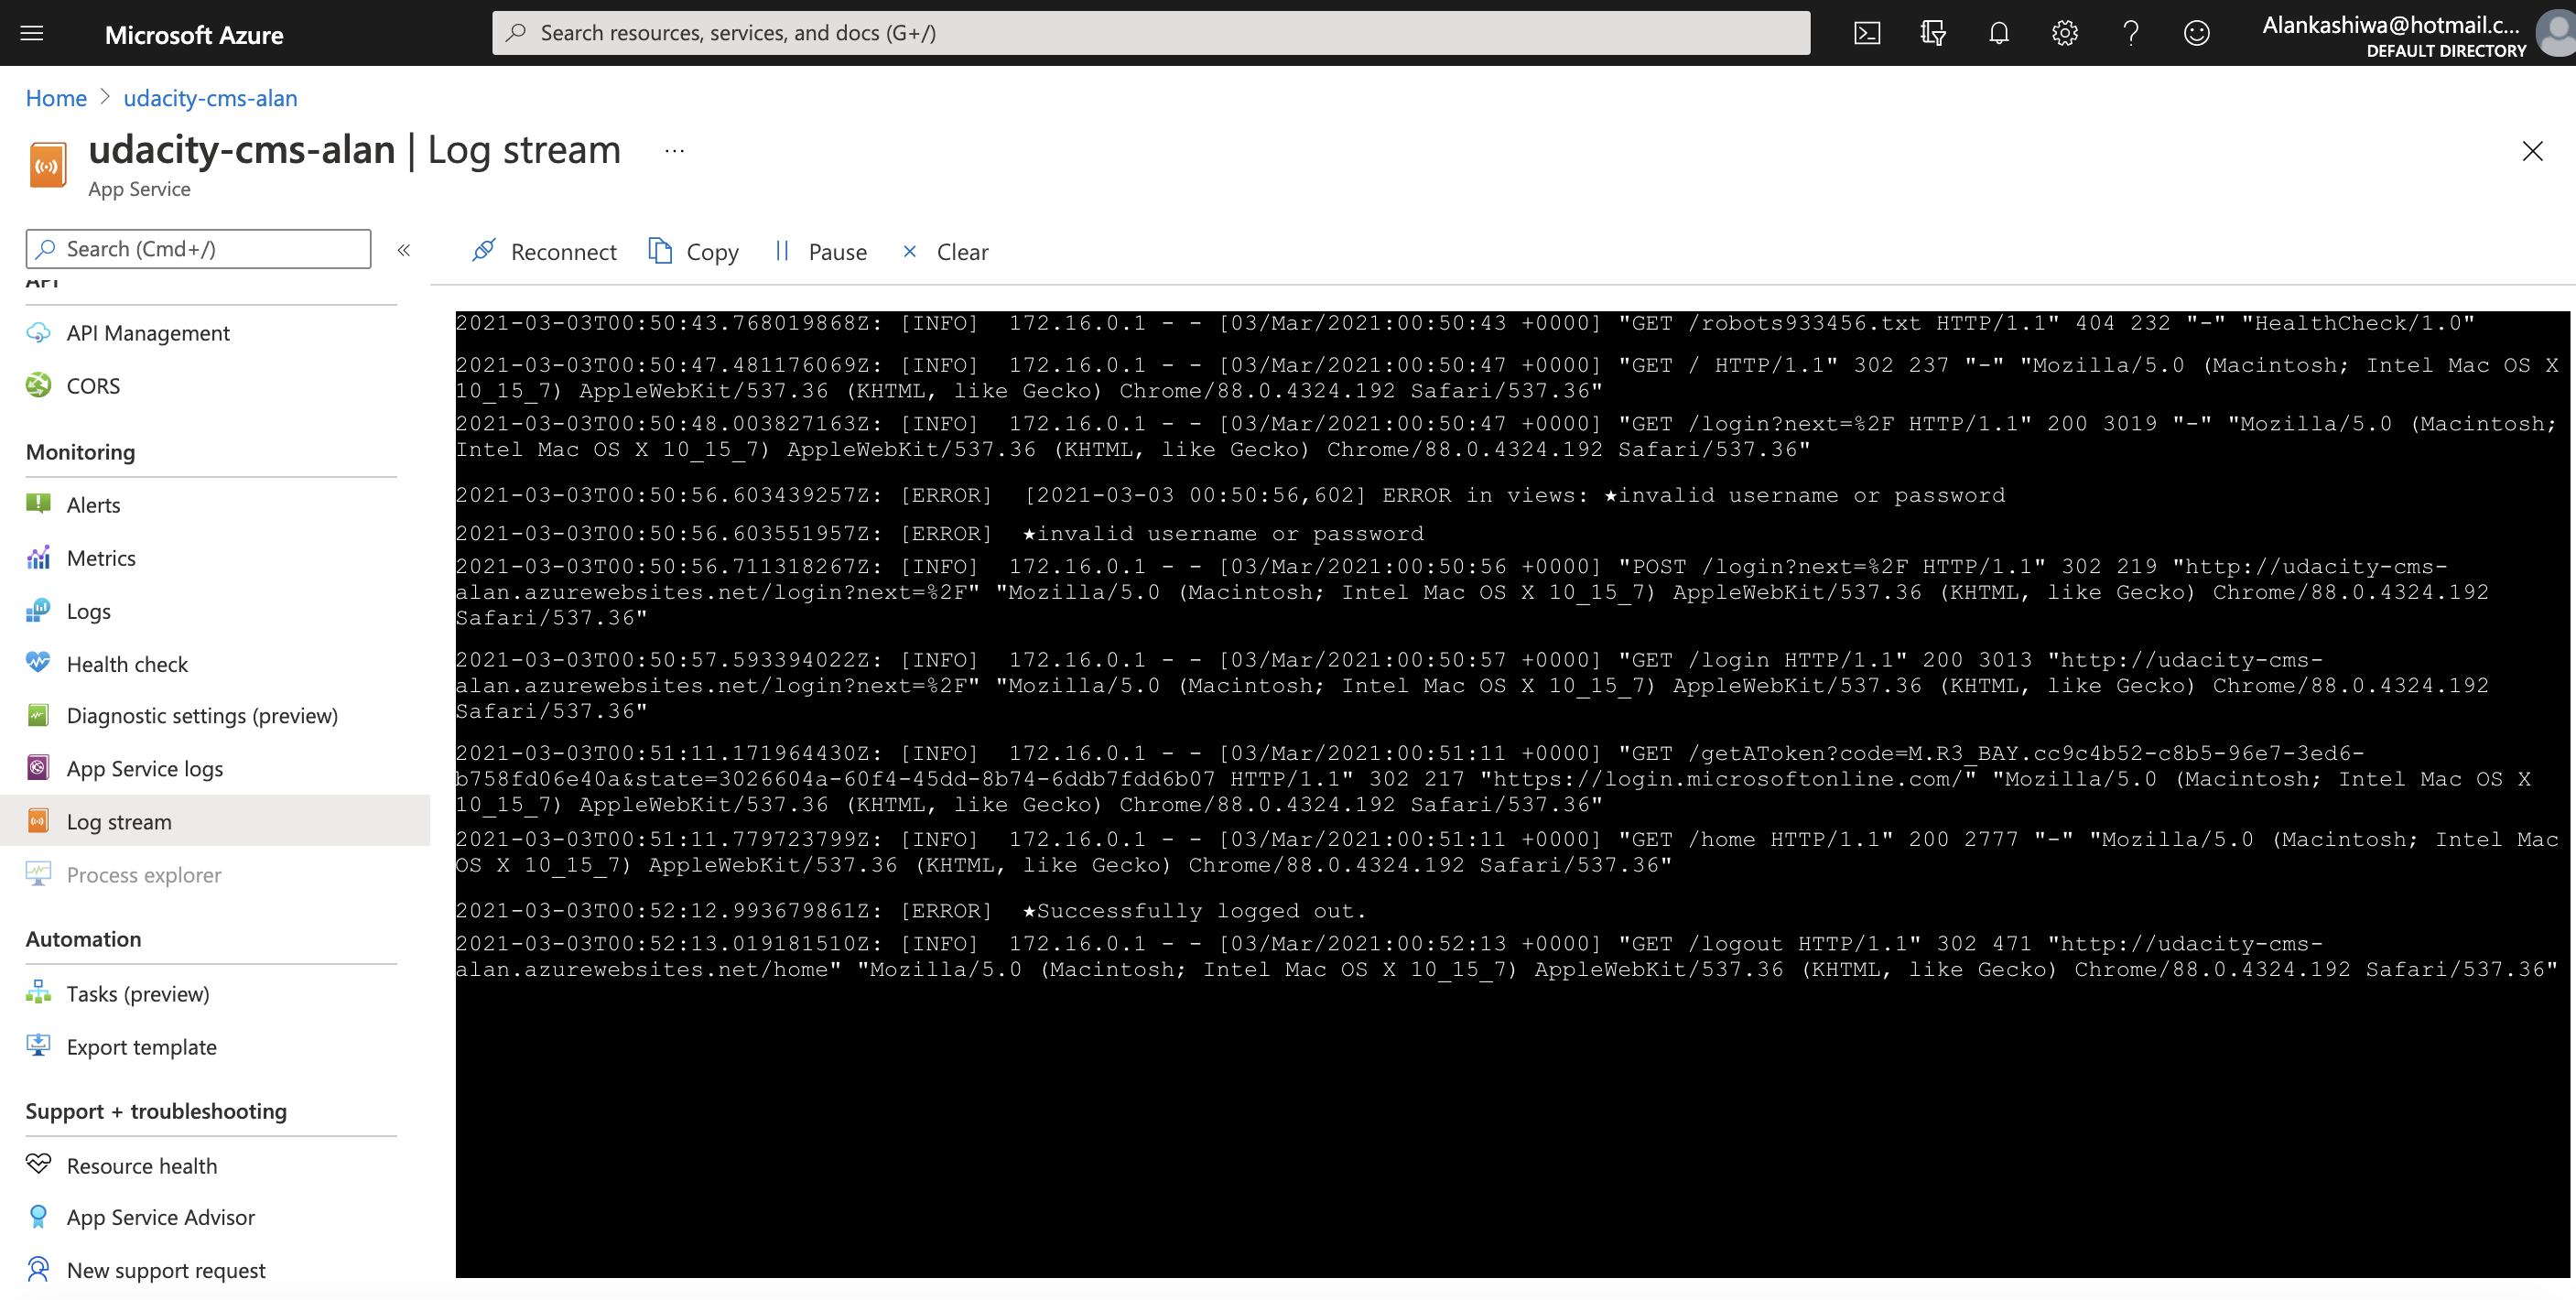 Microsoft Azure
Search resources, services, and docs (G+/)
Alankashiwa@hotmail.c...
DEFAULT DIRECTORY
Home > udacity-cms-alan
udacity-cms-alan | Log stream ...
App Service
Search (Cmd+/)
«
Reconnect
Copy
Pause
Clear
API
API Management
CORS
Monitoring
Alerts
Metrics
Logs
Health check
Diagnostic settings (preview)
App Service logs
Log stream
Process explorer
Automation
Tasks (preview)
Export template
Support + troubleshooting
Resource health
App Service Advisor
New support request
2021-03-03T00:50:43.768019868Z: [INFO]  172.16.0.1 - - [03/Mar/2021:00:50:43 +0000] "GET /robots933456.txt HTTP/1.1" 404 232 "-" "HealthCheck/1.0"
2021-03-03T00:50:47.481176069Z: [INFO]  172.16.0.1 - - [03/Mar/2021:00:50:47 +0000] "GET / HTTP/1.1" 302 237 "-" "Mozilla/5.0 (Macintosh; Intel Mac OS X
10_15_7) AppleWebKit/537.36 (KHTML, like Gecko) Chrome/88.0.4324.192 Safari/537.36"
2021-03-03T00:50:48.003827163Z: [INFO]  172.16.0.1 - - [03/Mar/2021:00:50:47 +0000] "GET /login?next=%2F HTTP/1.1" 200 3019 "-" "Mozilla/5.0 (Macintosh;
Intel Mac OS X 10_15_7) AppleWebKit/537.36 (KHTML, like Gecko) Chrome/88.0.4324.192 Safari/537.36"
2021-03-03T00:50:56.603439257Z: [ERROR]  [2021-03-03 00:50:56,602] ERROR in views: ★invalid username or password
2021-03-03T00:50:56.603551957Z: [ERROR]  ★invalid username or password
2021-03-03T00:50:56.711318267Z: [INFO]  172.16.0.1 - - [03/Mar/2021:00:50:56 +0000] "POST /login?next=%2F HTTP/1.1" 302 219 "http://udacity-cms-
alan.azurewebsites.net/login?next=%2F" "Mozilla/5.0 (Macintosh; Intel Mac OS X 10_15_7) AppleWebKit/537.36 (KHTML, like Gecko) Chrome/88.0.4324.192
Safari/537.36"
2021-03-03T00:50:57.593394022Z: [INFO]  172.16.0.1 - - [03/Mar/2021:00:50:57 +0000] "GET /login HTTP/1.1" 200 3013 "http://udacity-cms-
alan.azurewebsites.net/login?next=%2F" "Mozilla/5.0 (Macintosh; Intel Mac OS X 10_15_7) AppleWebKit/537.36 (KHTML, like Gecko) Chrome/88.0.4324.192
Safari/537.36"
2021-03-03T00:51:11.171964430Z: [INFO]  172.16.0.1 - - [03/Mar/2021:00:51:11 +0000] "GET /getAToken?code=M.R3_BAY.cc9c4b52-c8b5-96e7-3ed6-
b758fd06e40a&state=3026604a-60f4-45dd-8b74-6ddb7fdd6b07 HTTP/1.1" 302 217 "https://login.microsoftonline.com/" "Mozilla/5.0 (Macintosh; Intel Mac OS X
10_15_7) AppleWebKit/537.36 (KHTML, like Gecko) Chrome/88.0.4324.192 Safari/537.36"
2021-03-03T00:51:11.779723799Z: [INFO]  172.16.0.1 - - [03/Mar/2021:00:51:11 +0000] "GET /home HTTP/1.1" 200 2777 "-" "Mozilla/5.0 (Macintosh; Intel Mac
OS X 10_15_7) AppleWebKit/537.36 (KHTML, like Gecko) Chrome/88.0.4324.192 Safari/537.36"
2021-03-03T00:52:12.993679861Z: [ERROR]  ★Successfully logged out.
2021-03-03T00:52:13.019181510Z: [INFO]  172.16.0.1 - - [03/Mar/2021:00:52:13 +0000] "GET /logout HTTP/1.1" 302 471 "http://udacity-cms-
alan.azurewebsites.net/home" "Mozilla/5.0 (Macintosh; Intel Mac OS X 10_15_7) AppleWebKit/537.36 (KHTML, like Gecko) Chrome/88.0.4324.192 Safari/537.36"